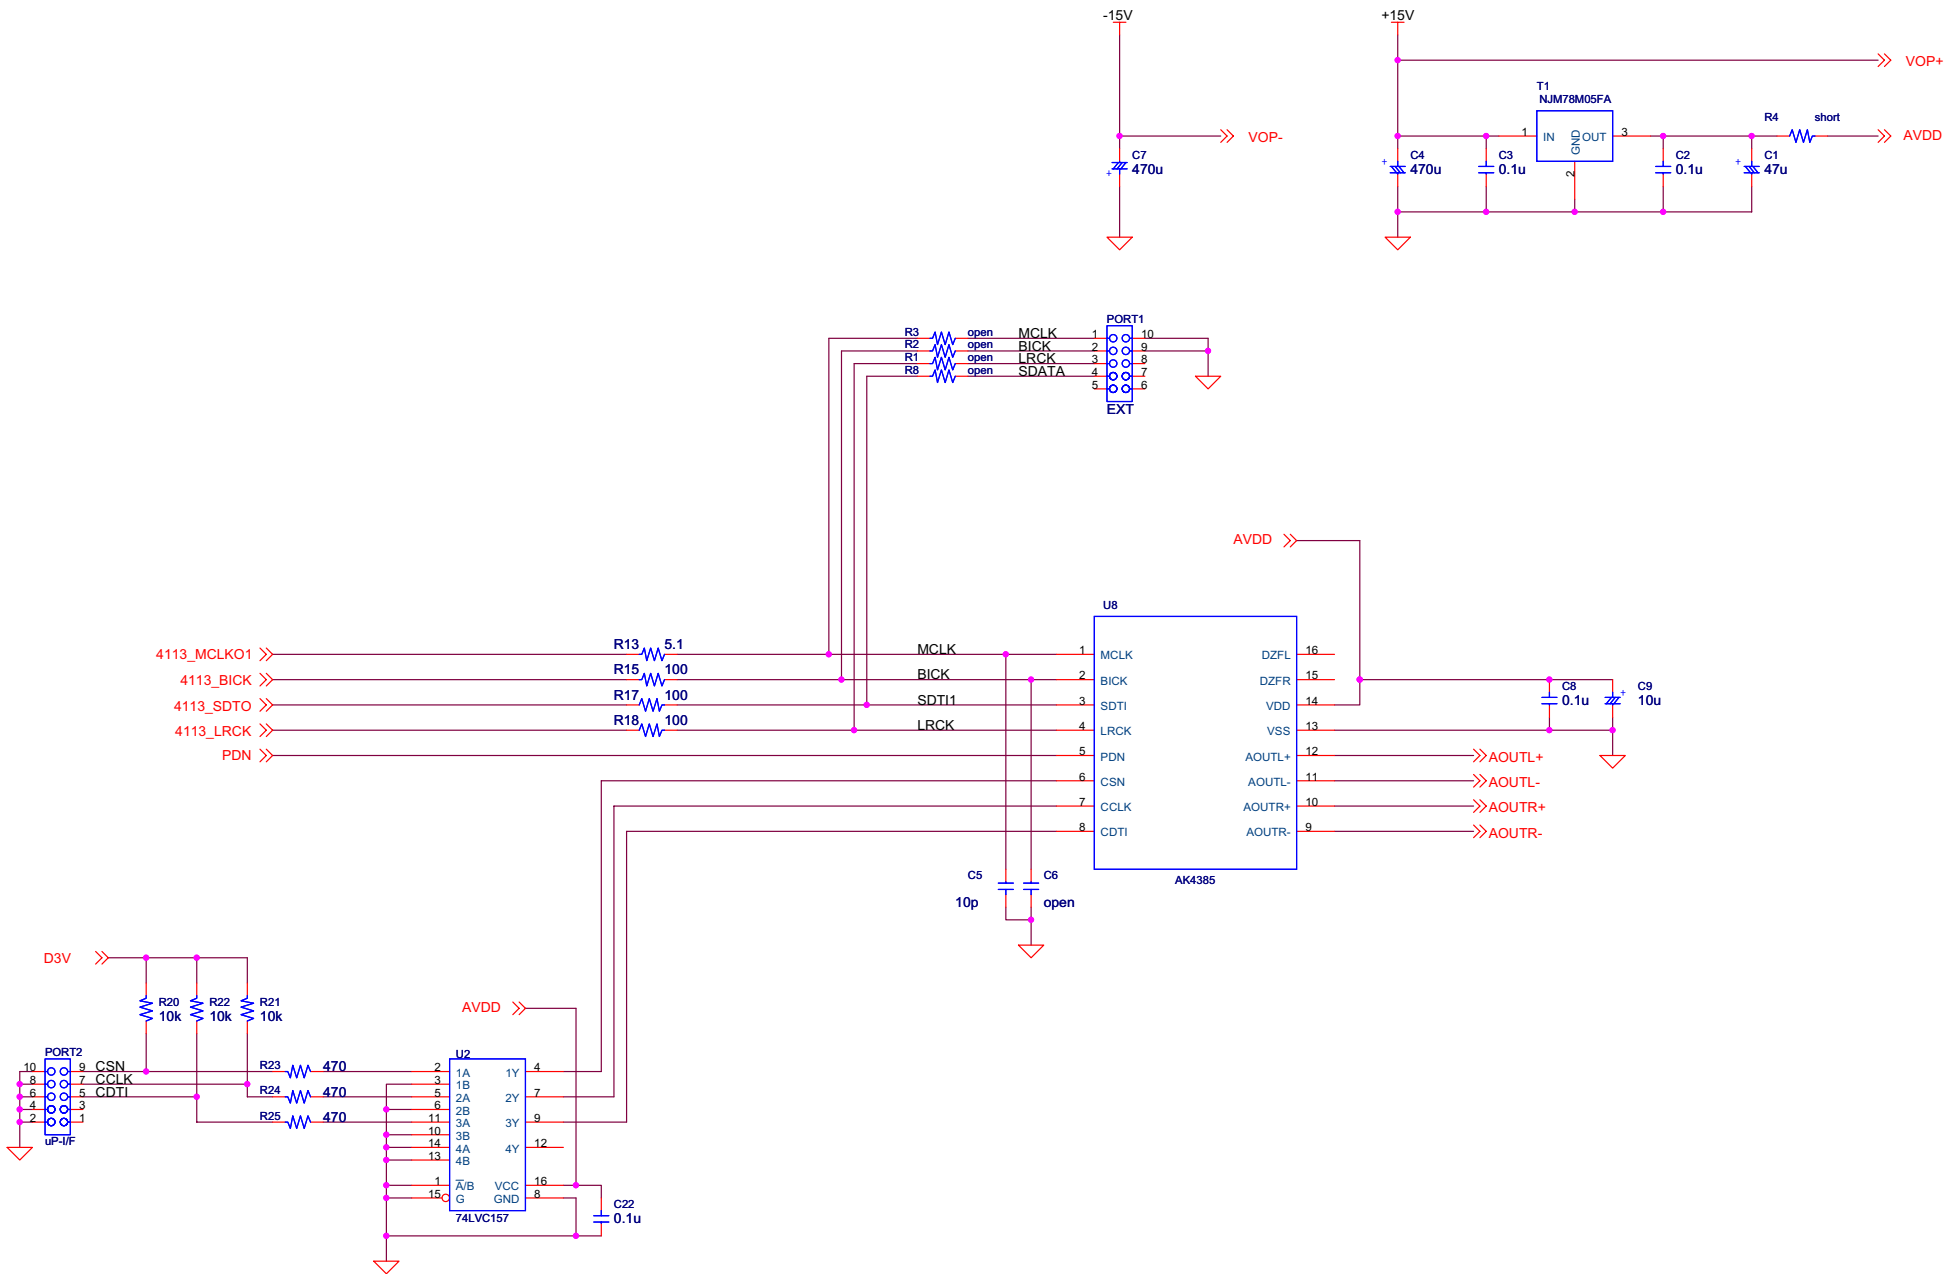 -15V
+15V
VOP+
T1
NJM78M05FA
R4 short
1 IN GND OUT 3
2
AVDD
VOP-
C7
470u
C4
470u
C3
0.1u
C2
0.1u
C1
47u
+ + + 
PORT1
R3 open MCLK 1 10
R2 open BICK 2 9
R1 open LRCK 3 8
R8 open SDATA 4 7
5 6
EXT
AVDD
U8
4113_MCLKO1 R13 5.1 MCLK 1 MCLK DZFL 16
4113_BICK R15 100 BICK 2 BICK DZFR 15
4113_SDTO R17 100 SDTI1 3 SDTI VDD 14
4113_LRCK R18 100 LRCK 4 LRCK VSS 13
PDN 5 PDN AOUTL+ 12 AOUTL+
6 CSN AOUTL- 11 AOUTL-
7 CCLK AOUTR+ 10 AOUTR+
8 CDTI AOUTR- 9 AOUTR-
C8
0.1u
+ C9
10u
AK4385
C5
10p
C6
open
D3V
R20
10k
R22
10k
R21
10k
AVDD
PORT2
10 9 CSN
8 7 CCLK
6 5 CDTI
4 3
2 1
uP-I/F
R23 470
R24 470
R25 470
U2
2 1A 1Y 4
3 1B
5 2A 2Y 7
6 2B
11 3A 3Y 9
10 3B
14 4A 4Y 12
13 4B
1 A/B VCC 16
15 G GND 8
74LVC157
C22
0.1u